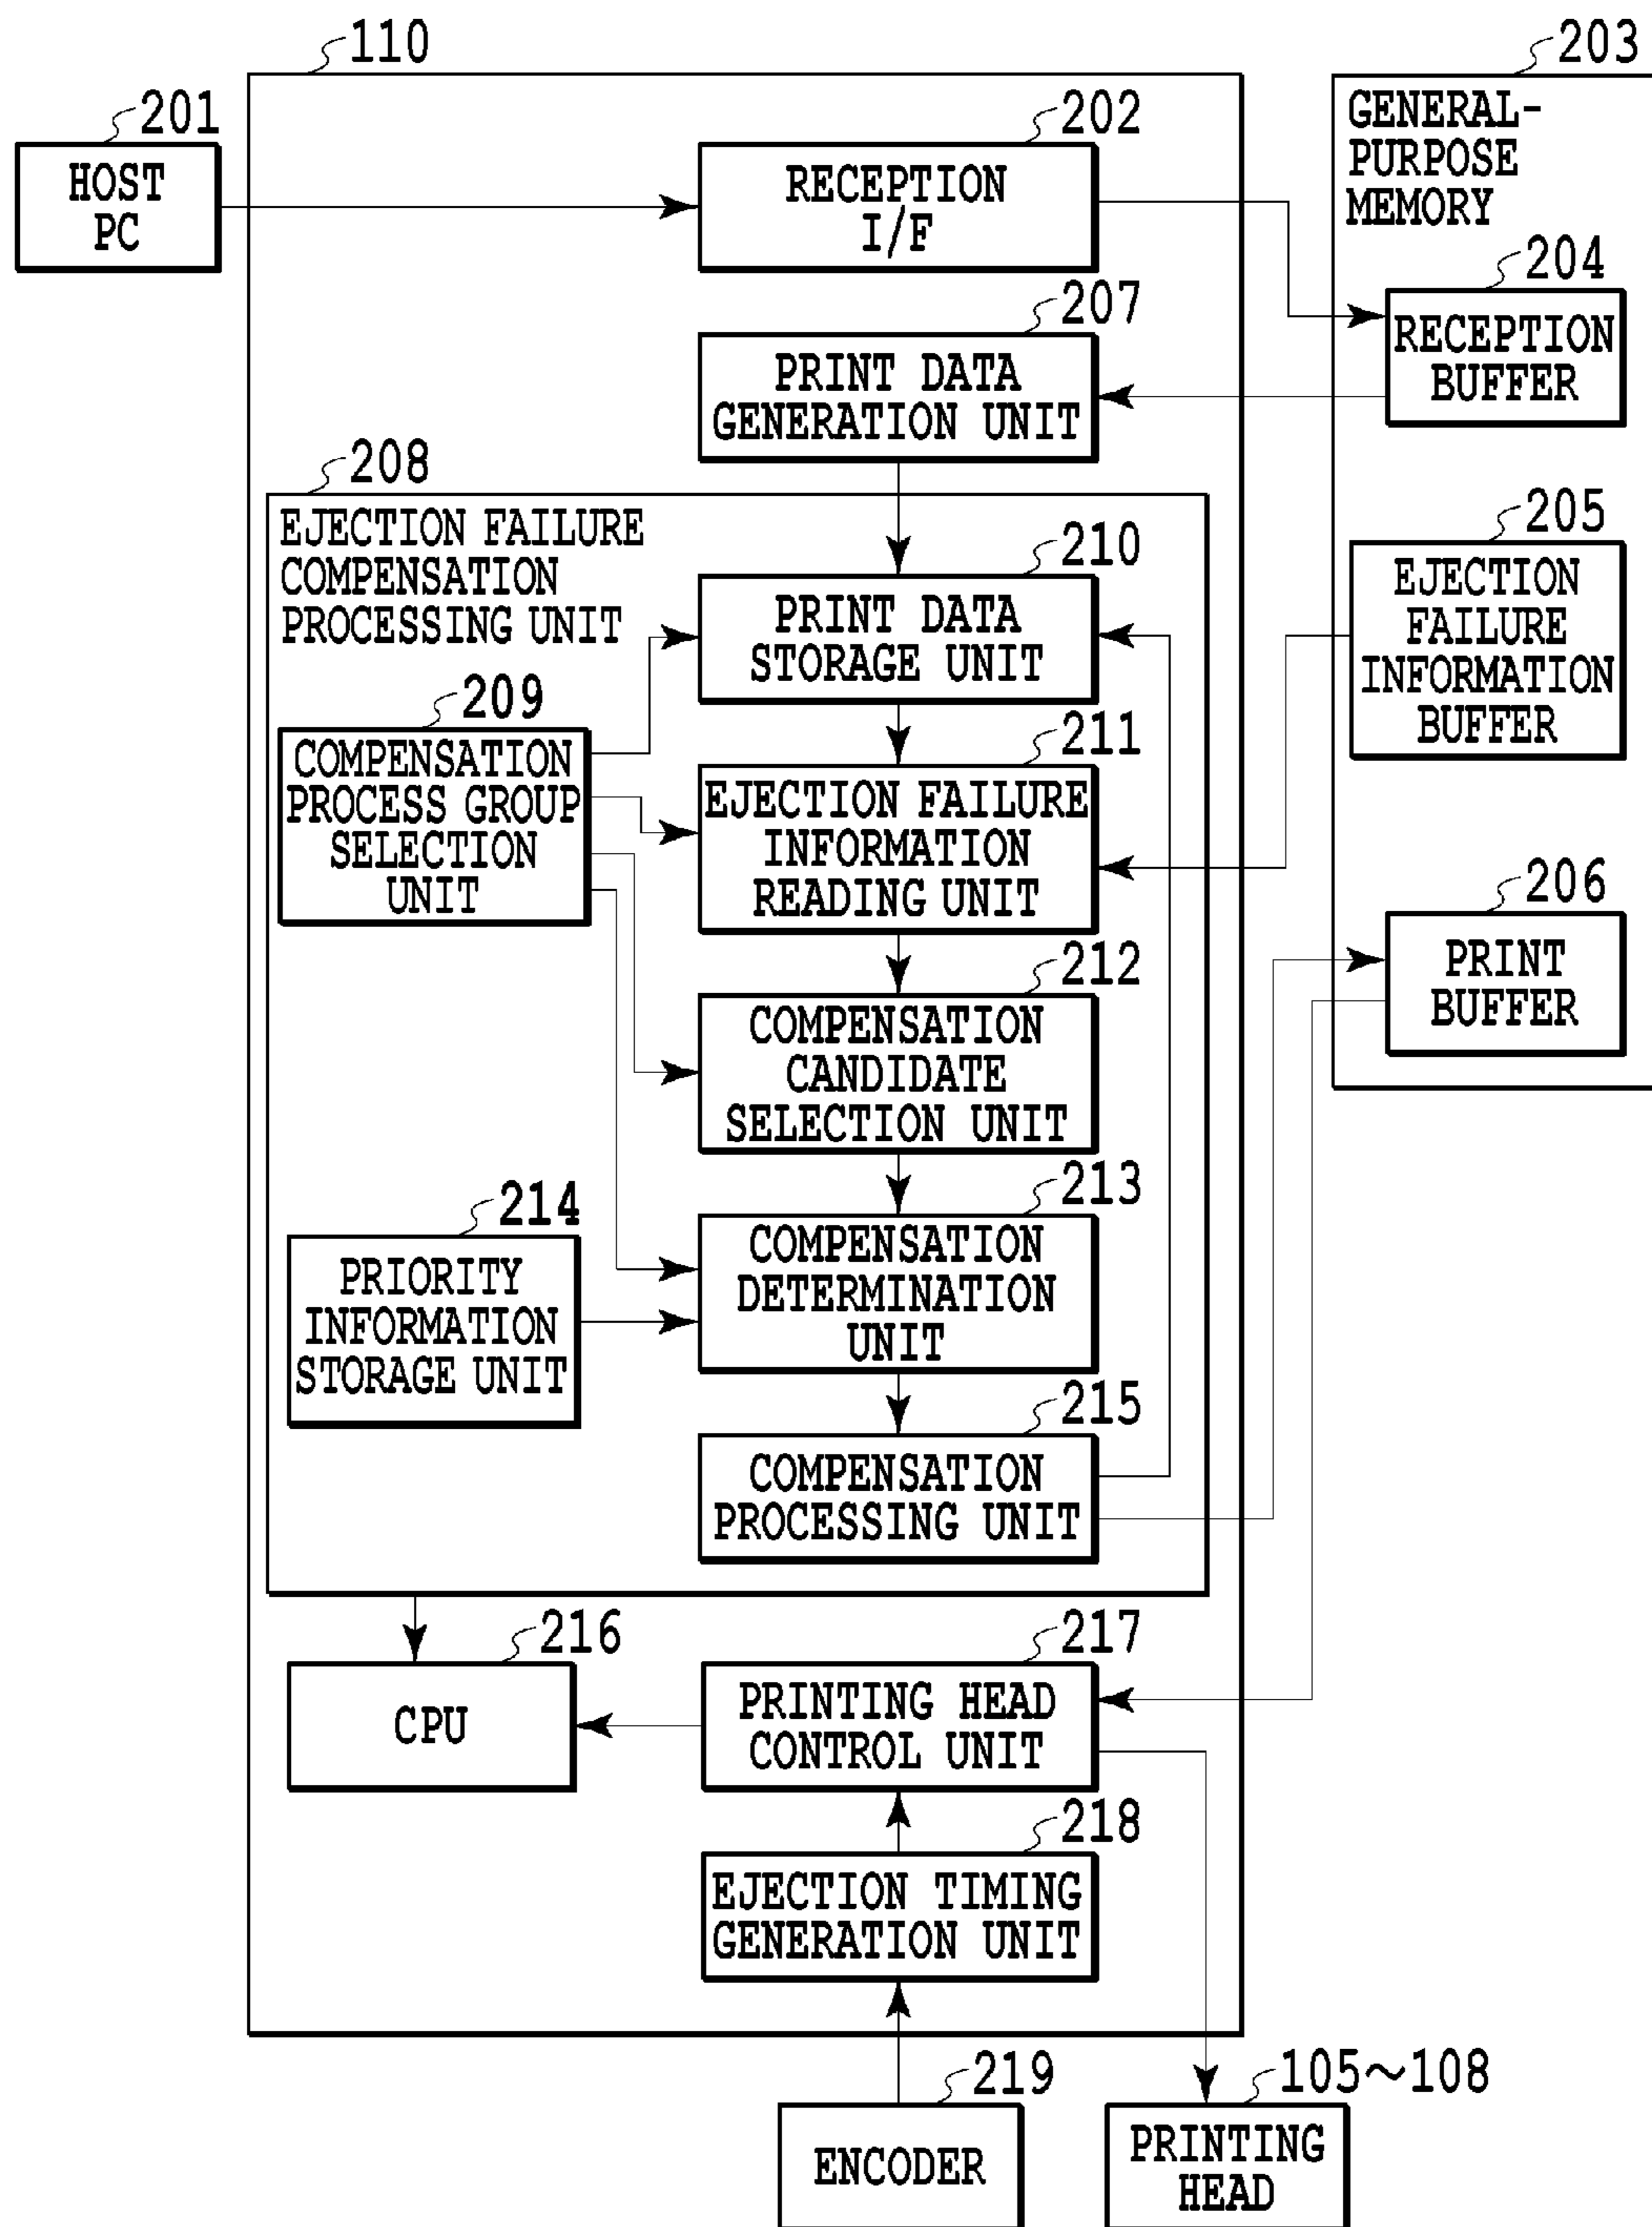 110
203
201
HOST
PC
202
RECEPTION
I/F
GENERAL-
PURPOSE
MEMORY
204
RECEPTION
BUFFER
207
PRINT DATA
GENERATION UNIT
208
EJECTION FAILURE
COMPENSATION
PROCESSING UNIT
210
PRINT DATA
STORAGE UNIT
205
EJECTION
FAILURE
INFORMATION
BUFFER
209
COMPENSATION
PROCESS GROUP
SELECTION
UNIT
211
EJECTION FAILURE
INFORMATION
READING UNIT
206
PRINT
BUFFER
212
COMPENSATION
CANDIDATE
SELECTION UNIT
213
COMPENSATION
DETERMINATION
UNIT
214
PRIORITY
INFORMATION
STORAGE UNIT
215
COMPENSATION
PROCESSING UNIT
216
CPU
217
PRINTING HEAD
CONTROL UNIT
218
EJECTION TIMING
GENERATION UNIT
219
ENCODER
105~108
PRINTING
HEAD